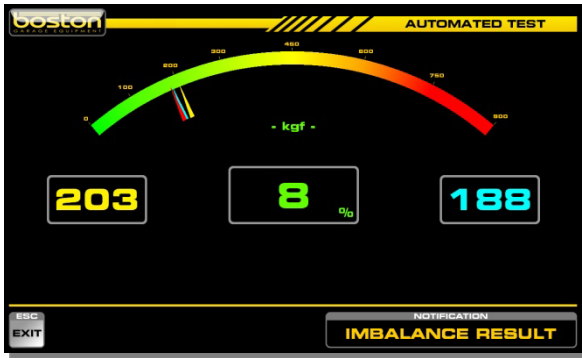 boston
GARAGE EQUIPMENT
AUTOMATED TEST
0
100
200
300
450
600
750
900
- kgf -
203
8
%
188
ESC
EXIT
NOTIFICATION
IMBALANCE RESULT